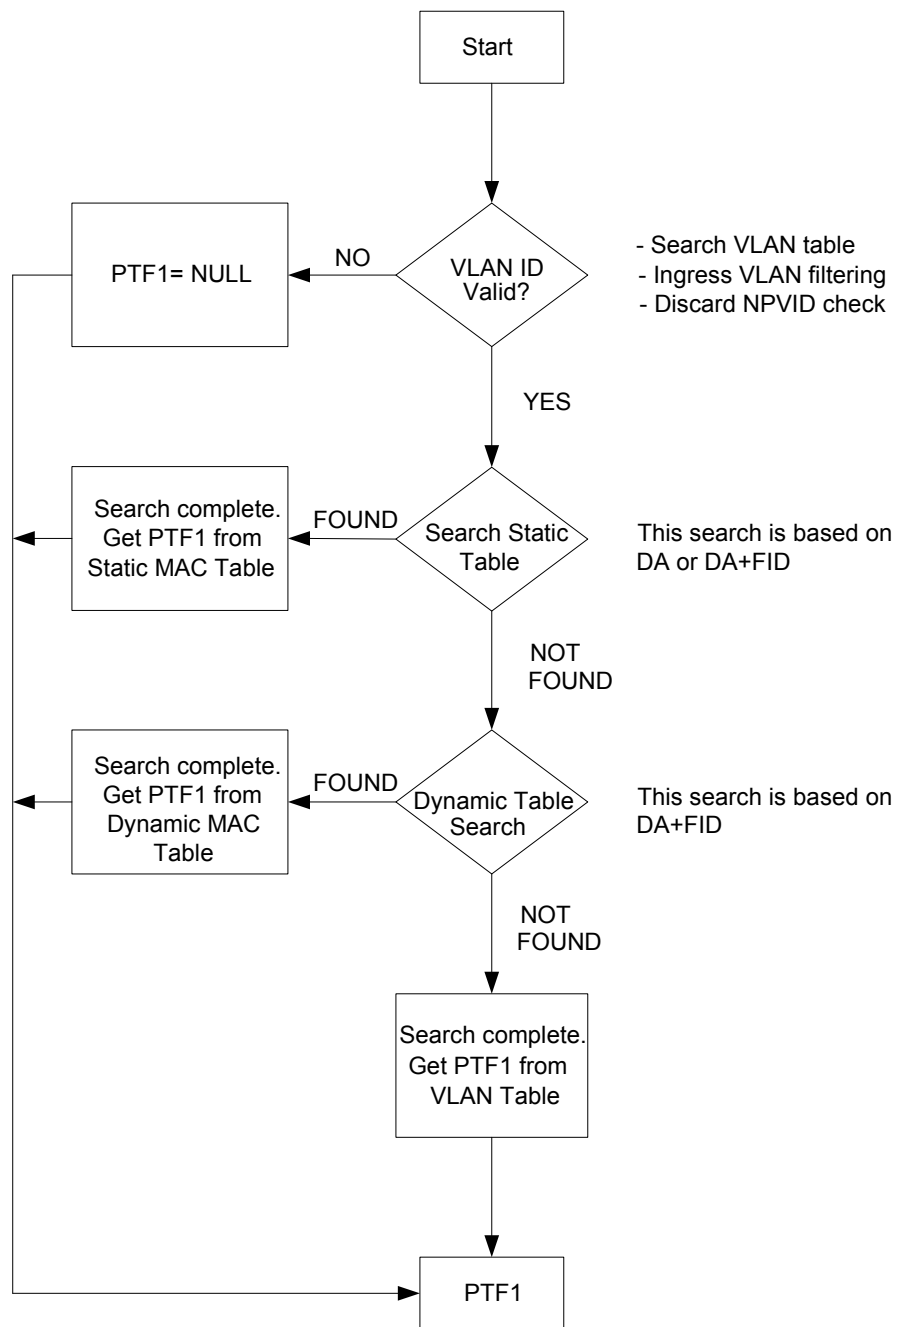 Start
PTF1= NULL
NO
VLAN ID
Valid?
- Search VLAN table
- Ingress VLAN filtering
- Discard NPVID check
YES
Search complete.
Get PTF1 from
Static MAC Table
FOUND
Search Static
Table
This search is based on
DA or DA+FID
NOT
FOUND
Search complete.
Get PTF1 from
Dynamic MAC
Table
FOUND
Dynamic Table
Search
This search is based on
DA+FID
NOT
FOUND
Search complete.
Get PTF1 from
VLAN Table
PTF1